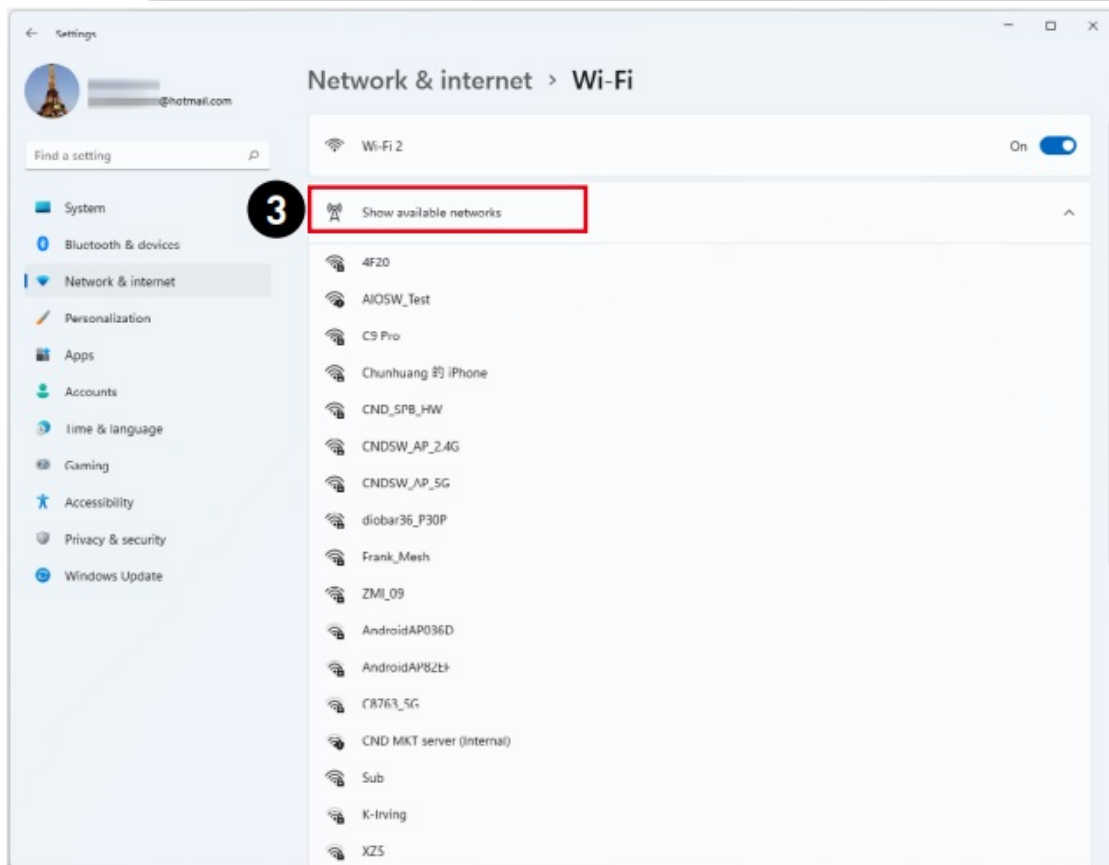 Settings
@hotmail.com
Find a setting
System
Bluetooth & devices
Network & internet
Personalization
Apps
Accounts
Time & language
Gaming
Accessibility
Privacy & security
Windows Update
Network & internet > Wi-Fi
Wi-Fi 2 On
3 Show available networks
4F20
AIOSW_Test
C9 Pro
Chunhuang 的 iPhone
CND_SPB_HW
CNDSW_AP_2.4G
CNDSW_AP_5G
diobar36_P30P
Frank_Mesh
ZMI_09
AndroidAP036D
AndroidAP82EF
C8763_5G
CND MKT server (Internal)
Sub
K-Irving
XZS